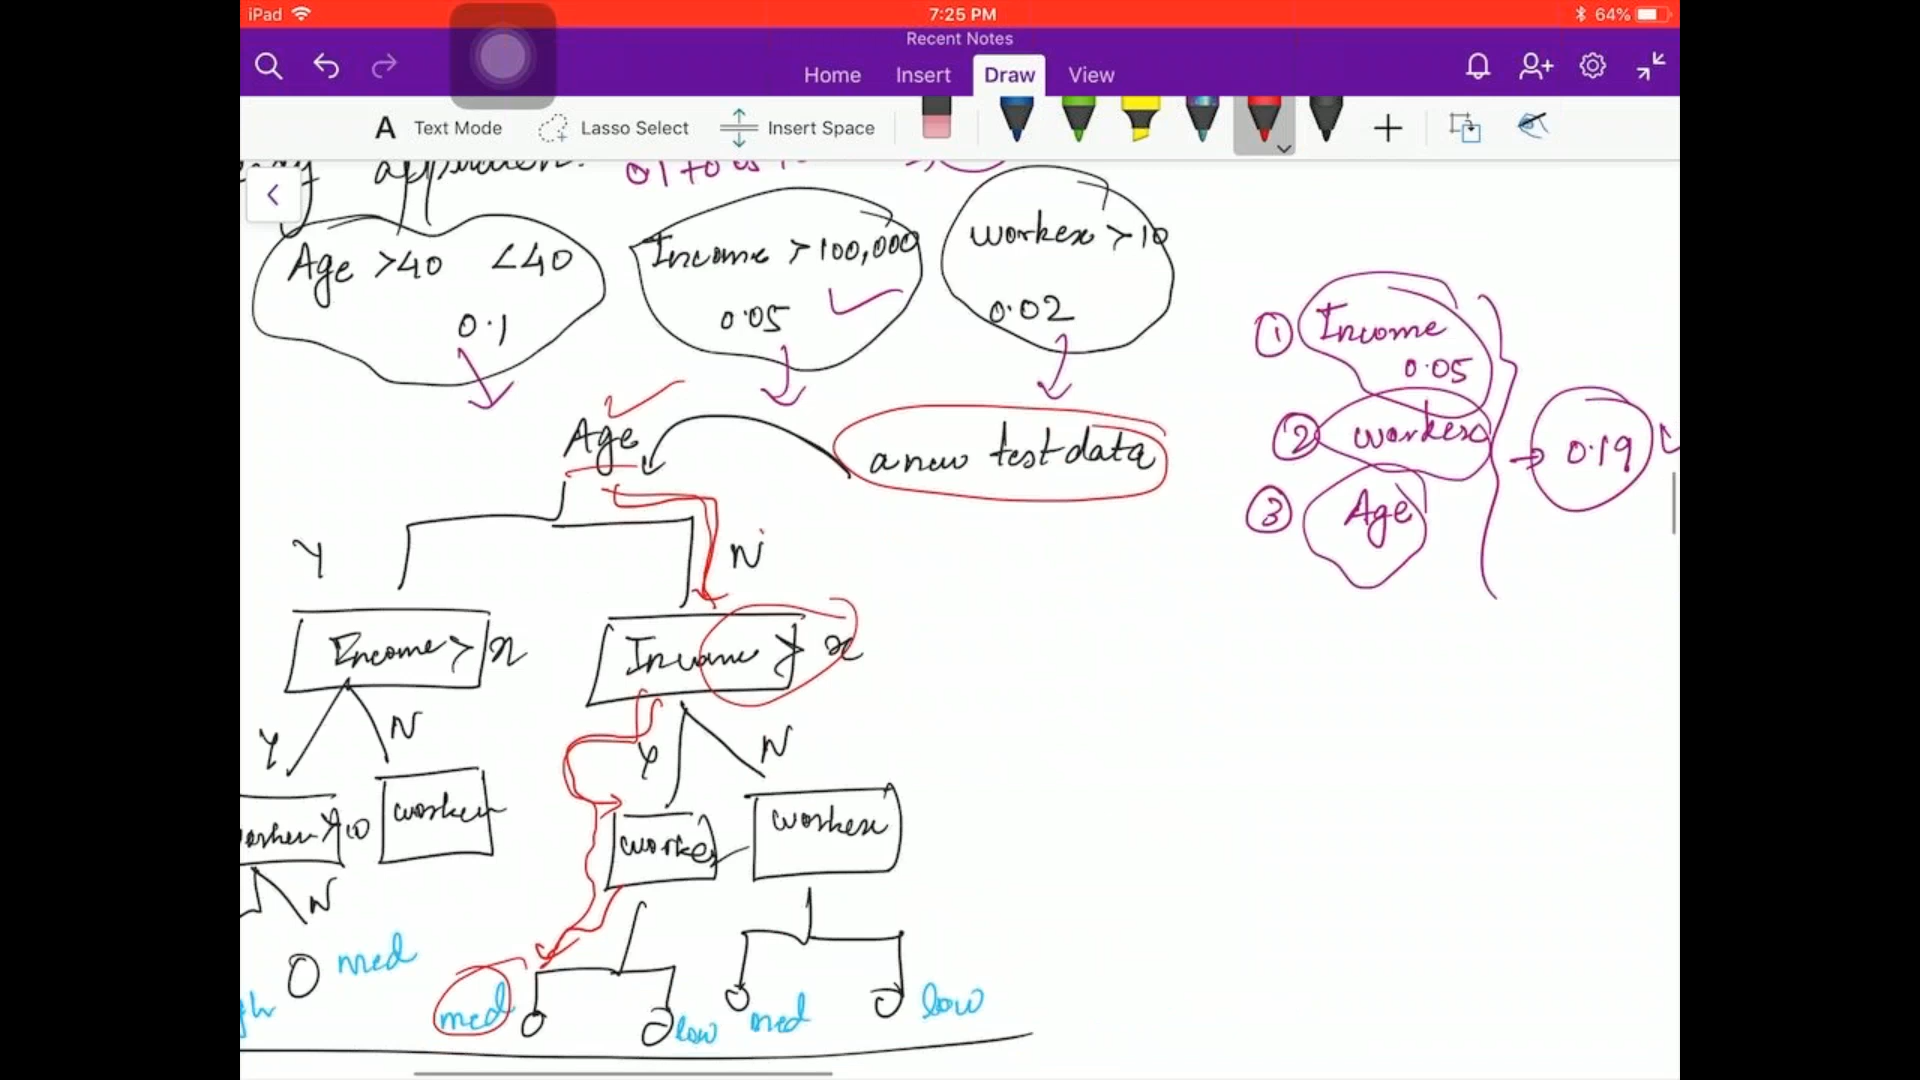 iPad 7:25 PM 64%
Recent Notes
Home Insert Draw View
A Text Mode Lasso Select Insert Space
Age >40 <40
0.1
Income > 100,000
0.05
workex > 10
0.02
① Income
0.05
② workex
③ Age
→ 0.19
Age
a new test data
Y N
Income > x
Income > x
Y N
Y N
10
workex
workex
workex
N
med
med
low
med
low